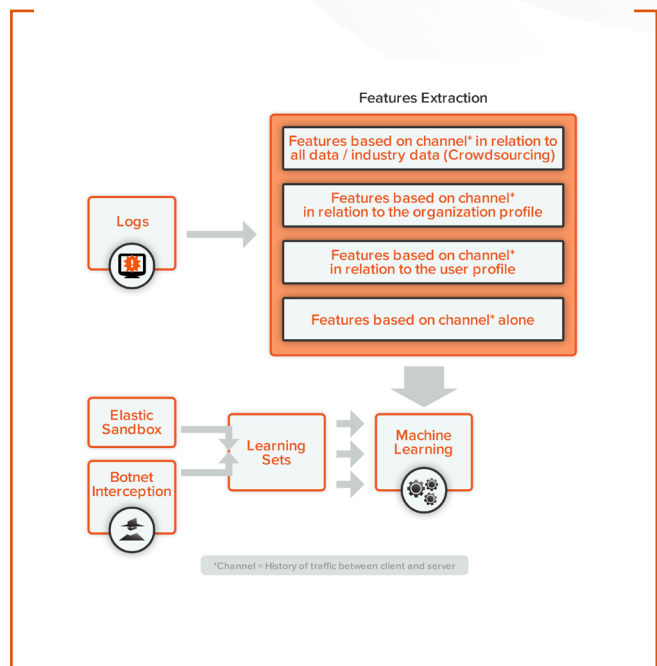 Features Extraction
Features based on channel* in relation to
all data / industry data (Crowdsourcing)
Features based on channel*
in relation to the organization profile
Features based on channel*
in relation to the user profile
Features based on channel* alone
Logs
Elastic
Sandbox
Botnet
Interception
Learning
Sets
Machine
Learning
*Channel = History of traffic between client and server